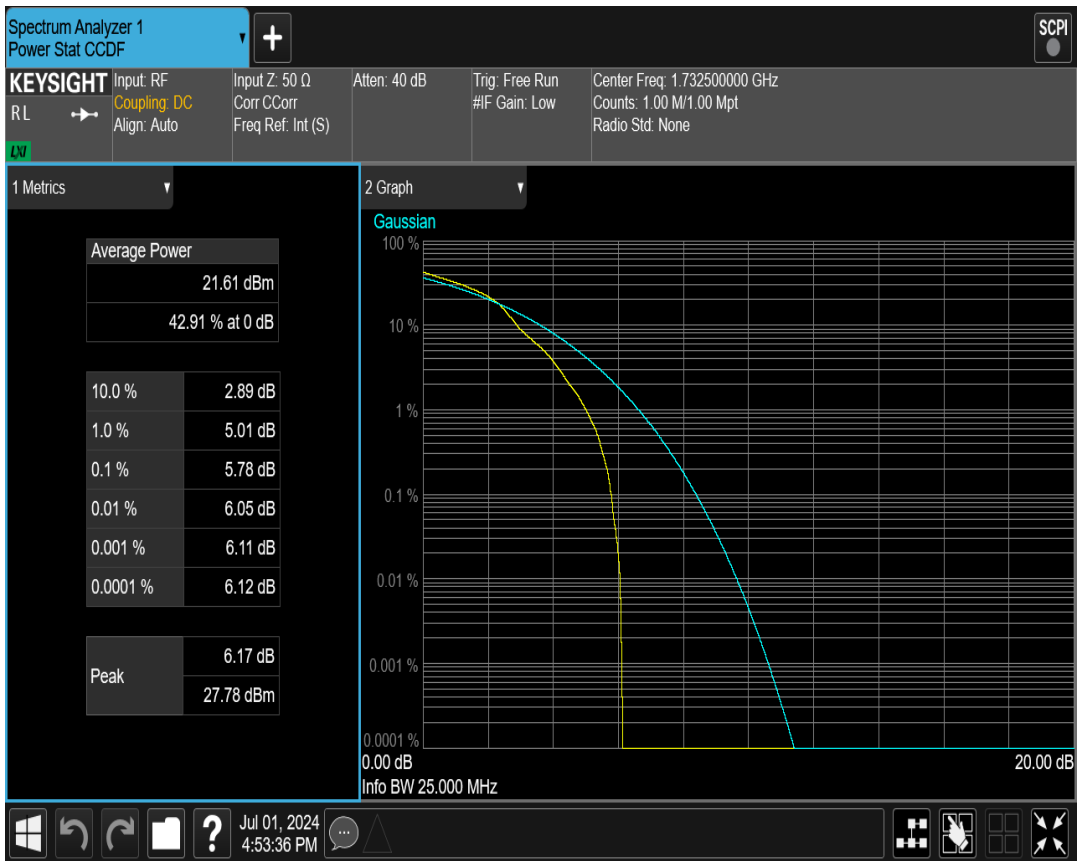 Spectrum Analyzer 1
Power Stat CCDF
+
SCPI
KEYSIGHT
RL
LXI
Input: RF
Coupling: DC
Align: Auto
Input Z: 50 Ω
Corr CCorr
Freq Ref: Int (S)
Atten: 40 dB
Trig: Free Run
#IF Gain: Low
Center Freq: 1.732500000 GHz
Counts: 1.00 M/1.00 Mpt
Radio Std: None
1 Metrics
Average Power
21.61 dBm
42.91 % at 0 dB
10.0 % 2.89 dB
1.0 % 5.01 dB
0.1 % 5.78 dB
0.01 % 6.05 dB
0.001 % 6.11 dB
0.0001 % 6.12 dB
Peak
6.17 dB
27.78 dBm
2 Graph
Gaussian
100 %
10 %
1 %
0.1 %
0.01 %
0.001 %
0.0001 %
0.00 dB 20.00 dB
Info BW 25.000 MHz
?
Jul 01, 2024
4:53:36 PM